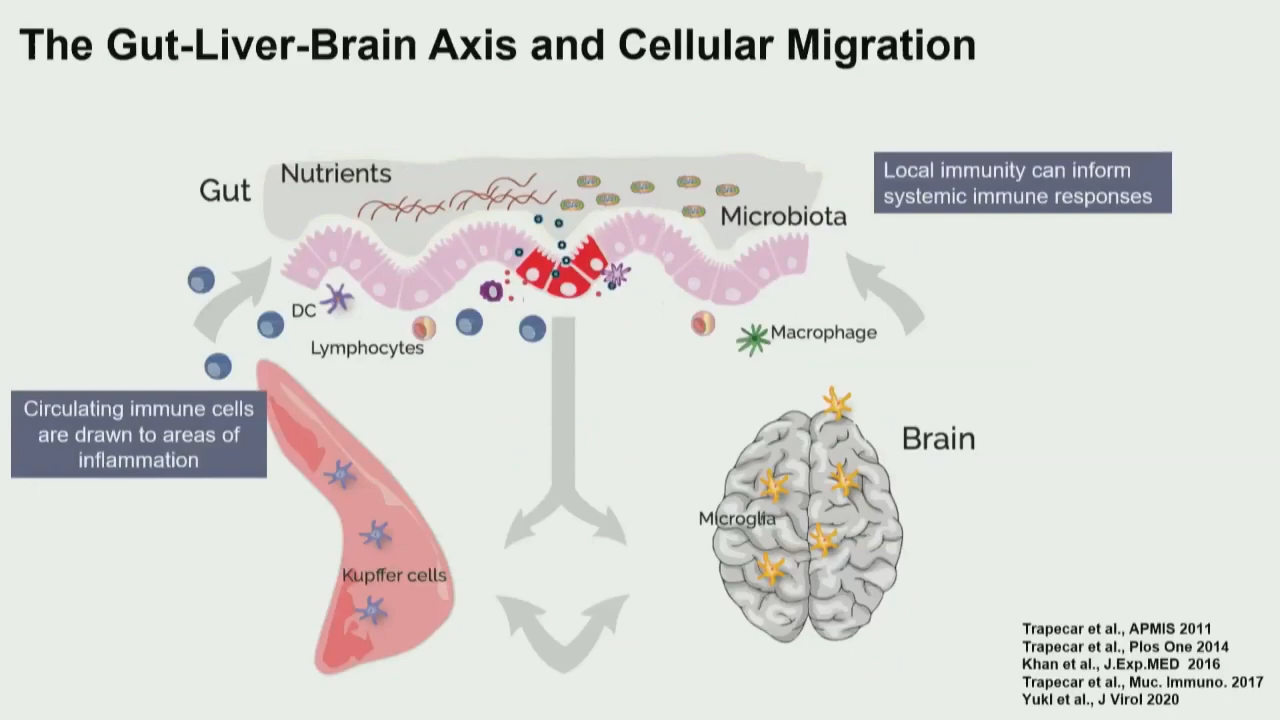 The Gut-Liver-Brain Axis and Cellular Migration
Nutrients
Gut
Microbiota
Local immunity can inform
systemic immune responses
DC
Lymphocytes
Macrophage
Circulating immune cells
are drawn to areas of
inflammation
Kupffer cells
Brain
Microglia
Trapecar et al., APMIS 2011
Trapecar et al., Plos One 2014
Khan et al., J.Exp.MED 2016
Trapecar et al., Muc. Immuno. 2017
Yukl et al., J Virol 2020